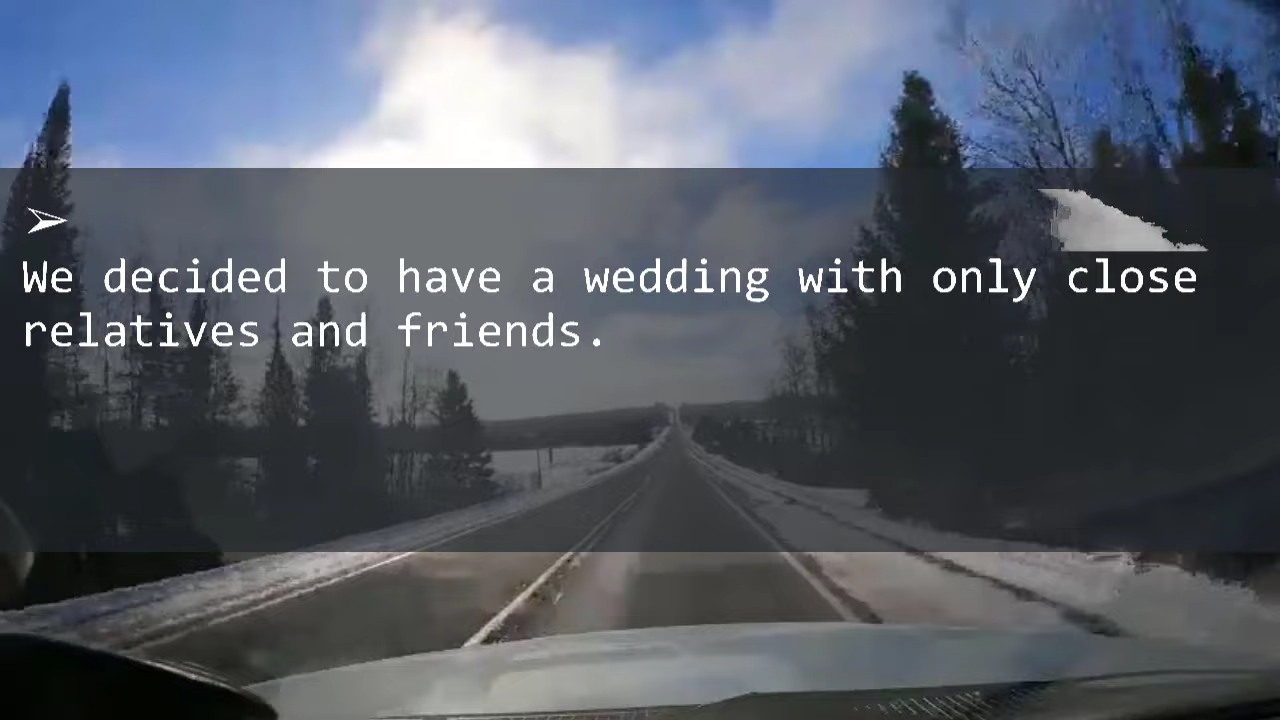 ➢
We decided to have a wedding with only close
relatives and friends.